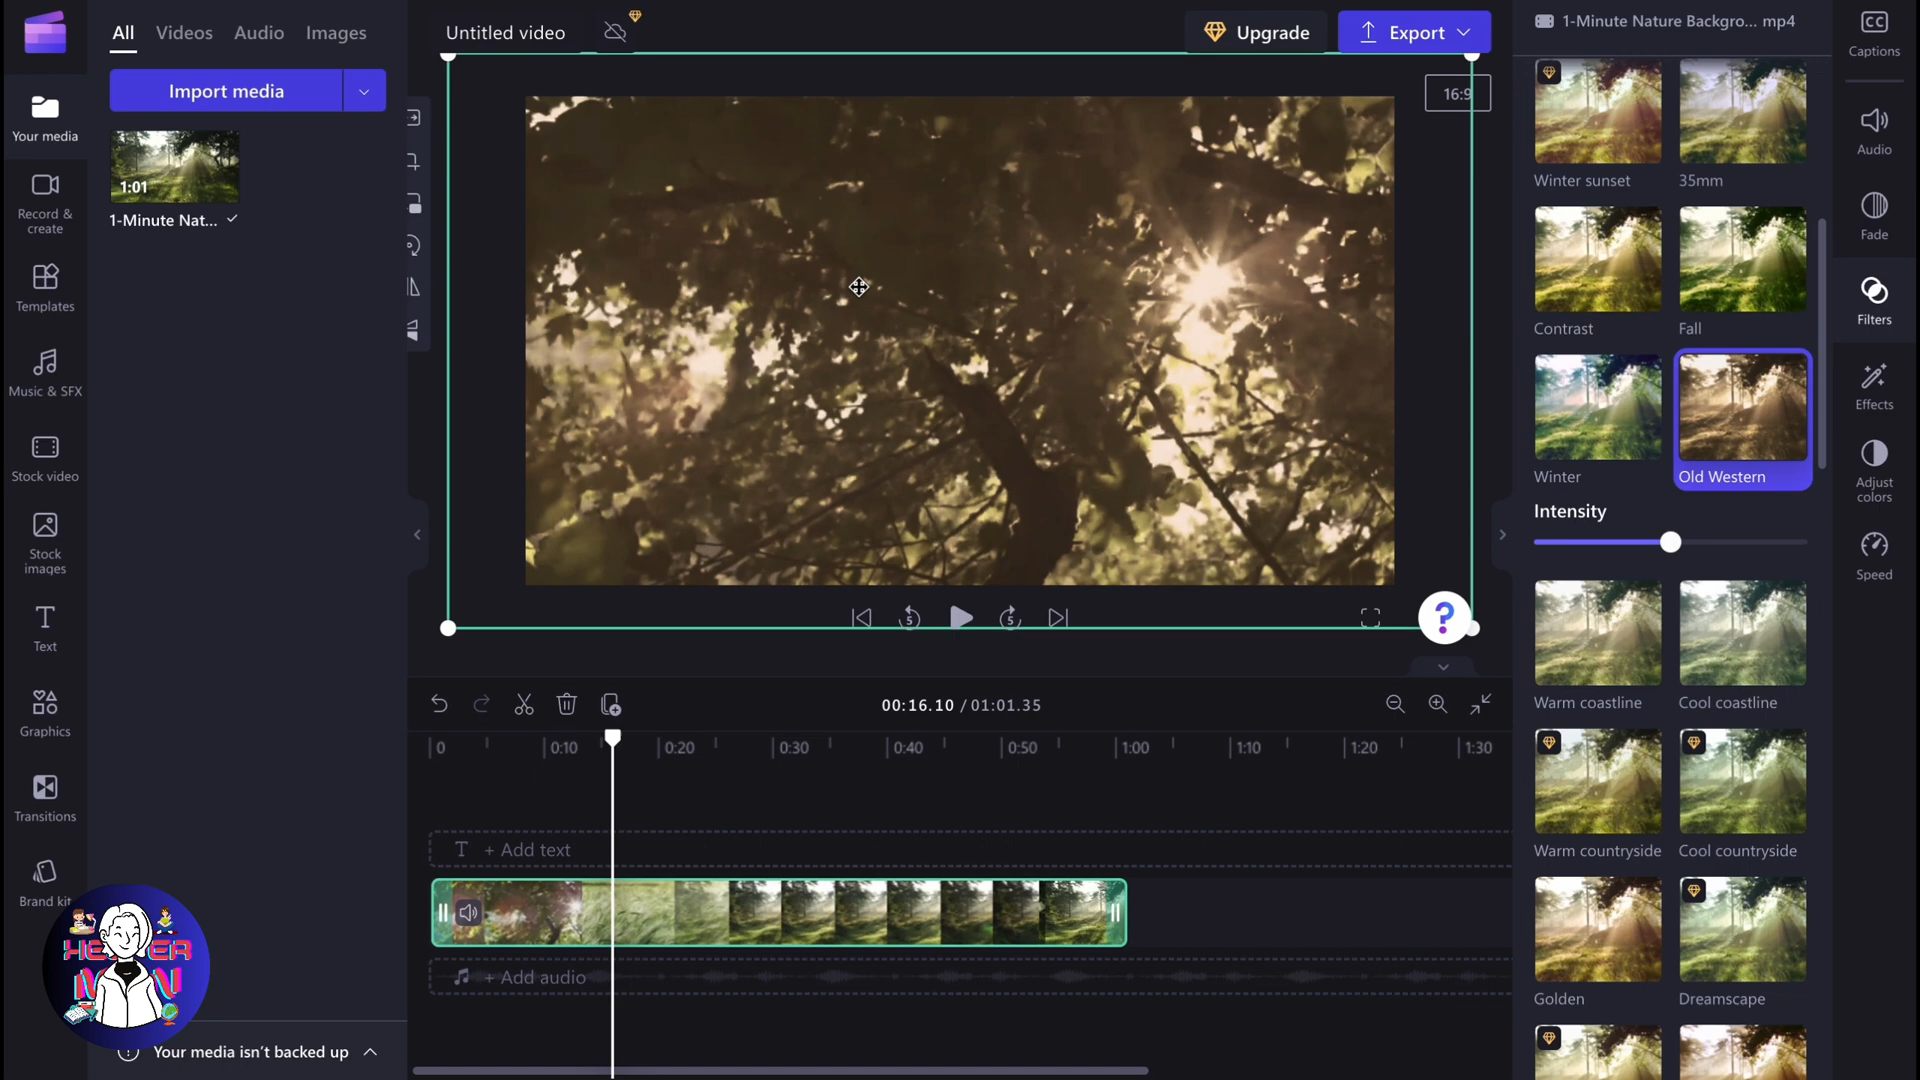 All
Videos
Audio
Images
Untitled video
Upgrade
Export
1-Minute Nature Backgro... mp4
Captions
CC
Import media
Your media
1:01
1-Minute Nat...
16:9
Record &
create
Templates
Music & SFX
Stock video
Stock
images
Text
Graphics
Transitions
Brand kit
HELPER
MAN
Your media isn't backed up
5
5
?
00:16.10 / 01:01.35
0
0:10
0:20
0:30
0:40
0:50
1:00
1:10
1:20
1:30
T + Add text
+ Add audio
Winter sunset
35mm
Contrast
Fall
Winter
Old Western
Intensity
Warm coastline
Cool coastline
Warm countryside
Cool countryside
Golden
Dreamscape
Audio
Fade
Filters
Effects
Adjust
colors
Speed